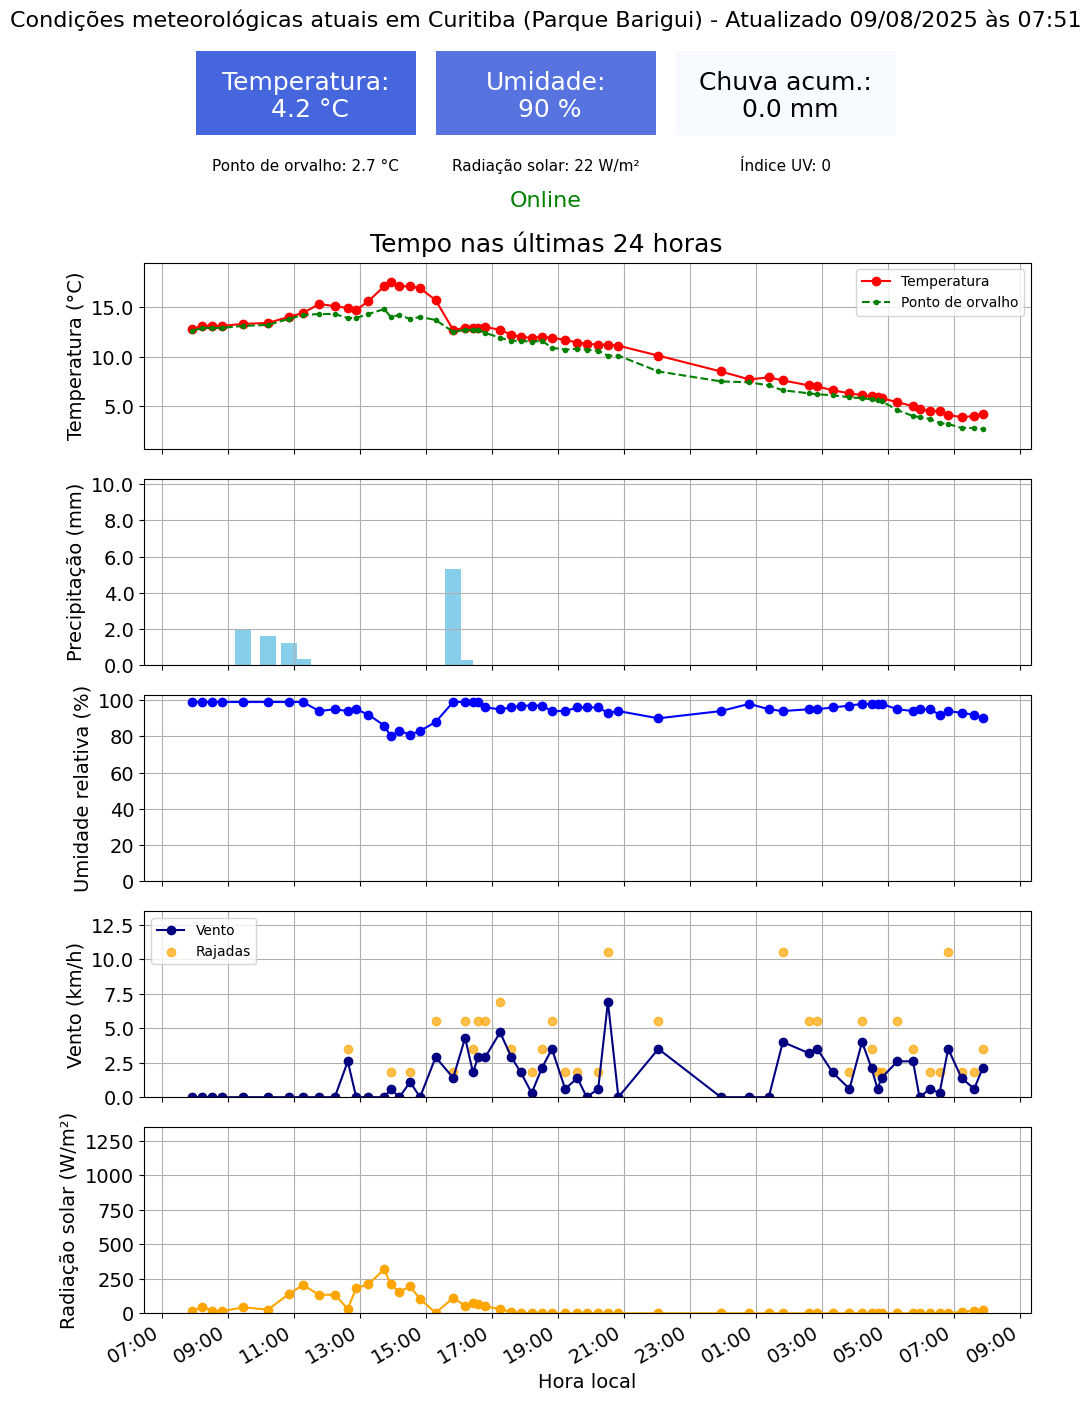 Condições meteorológicas atuais em Curitiba (Parque Barigui) - Atualizado 09/08/2025 às 07:51
Temperatura:
4.2 °C
Umidade:
90 %
Chuva acum.:
0.0 mm
Ponto de orvalho: 2.7 °C
Radiação solar: 22 W/m²
Índice UV: 0
Online
Tempo nas últimas 24 horas
Temperatura (°C)
15.0
10.0
5.0
Temperatura
Ponto de orvalho
Precipitação (mm)
10.0
8.0
6.0
4.0
2.0
0.0
Umidade relativa (%)
100
80
60
40
20
0
Vento (km/h)
12.5
10.0
7.5
5.0
2.5
0.0
Vento
Rajadas
Radiação solar (W/m²)
1250
1000
750
500
250
0
07:00
09:00
11:00
13:00
15:00
17:00
19:00
21:00
23:00
01:00
03:00
05:00
07:00
09:00
Hora local